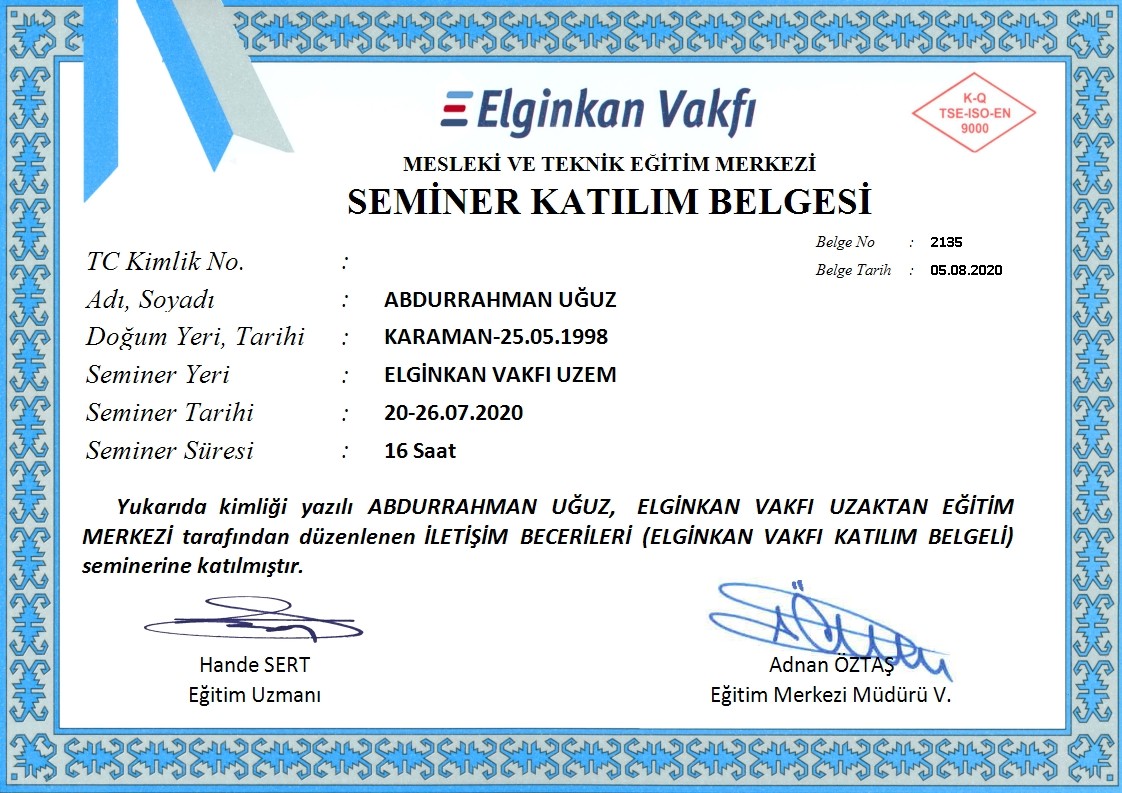 Elginkan Vakfı
K-Q
TSE-ISO-EN
9000
MESLEKİ VE TEKNİK EĞİTİM MERKEZİ
SEMİNER KATILIM BELGESİ
Belge No : 2135
Belge Tarih : 05.08.2020
TC Kimlik No. :
Adı, Soyadı : ABDURRAHMAN UĞUZ
Doğum Yeri, Tarihi : KARAMAN-25.05.1998
Seminer Yeri : ELGİNKAN VAKFI UZEM
Seminer Tarihi : 20-26.07.2020
Seminer Süresi : 16 Saat
Yukarıda kimliği yazılı ABDURRAHMAN UĞUZ, ELGİNKAN VAKFI UZAKTAN EĞİTİM
MERKEZİ tarafından düzenlenen İLETİŞİM BECERİLERİ (ELGİNKAN VAKFI KATILIM BELGELİ)
seminerine katılmıştır.
Hande SERT
Eğitim Uzmanı
Adnan ÖZTAŞ
Eğitim Merkezi Müdürü V.